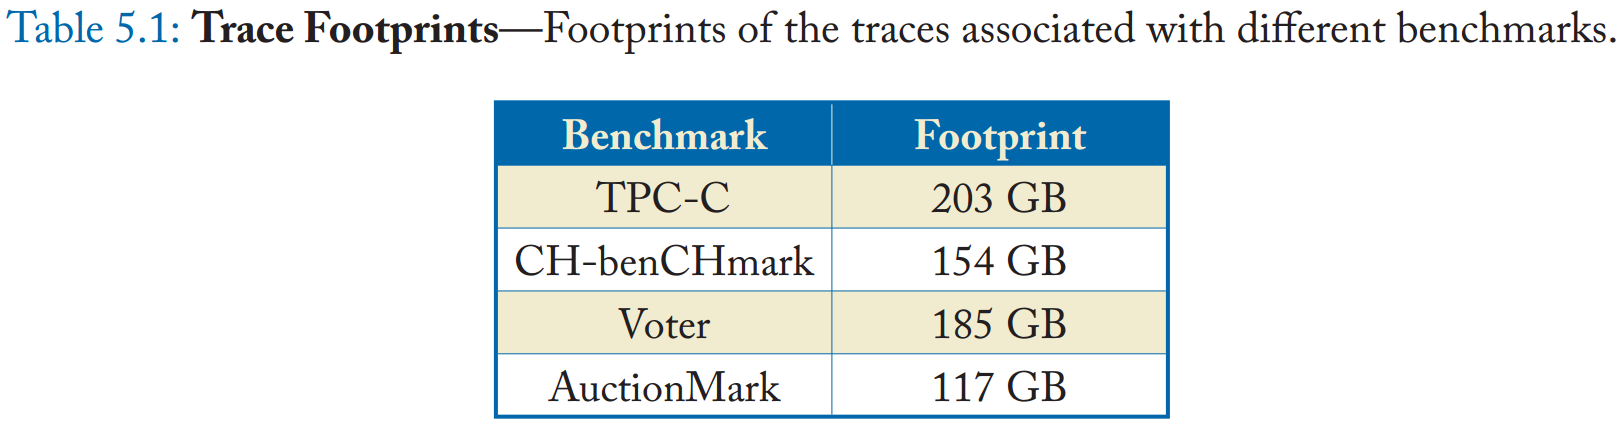 Table 5.1: Trace Footprints—Footprints of the traces associated with different benchmarks.
Benchmark Footprint
TPC-C 203 GB
CH-benCHmark 154 GB
Voter 185 GB
AuctionMark 117 GB